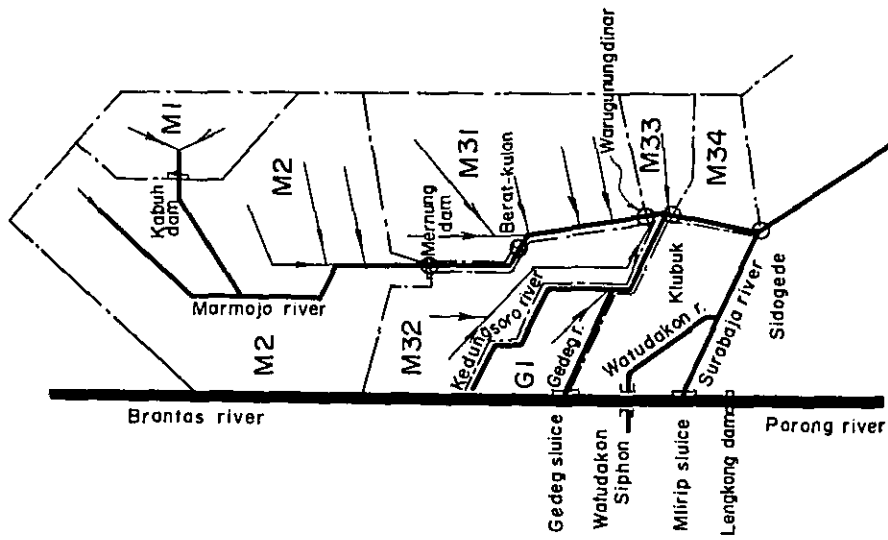 M1
Kabuh
dam
M2
M31
Warugunungdinar
M33
M34
Mernung
dam
Berat-kulan
Marmojo river
M2
M32
Kedungsoro river
G1
Gedeg r.
Klubuk
Watudakon r.
Surabaja river
Sidogede
Brantas river
Porong river
Gedeg sluice
Watudakon
Siphon
Mlirip sluice
Lengkong dam